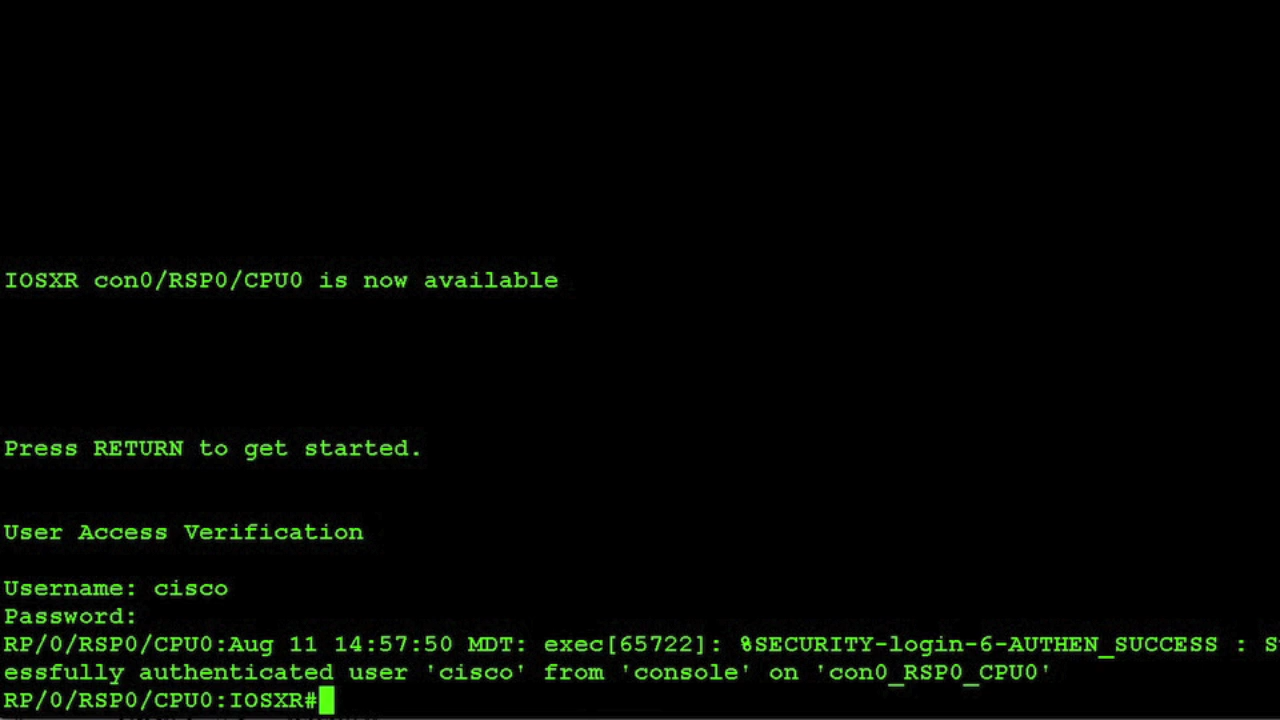 IOSXR con0/RSP0/CPU0 is now available
Press RETURN to get started.
User Access Verification
Username: cisco
Password:
RP/0/RSP0/CPU0:Aug 11 14:57:50 MDT: exec[65722]: %SECURITY-login-6-AUTHEN_SUCCESS : S
essfully authenticated user 'cisco' from 'console' on 'con0_RSP0_CPU0'
RP/0/RSP0/CPU0:IOSXR#